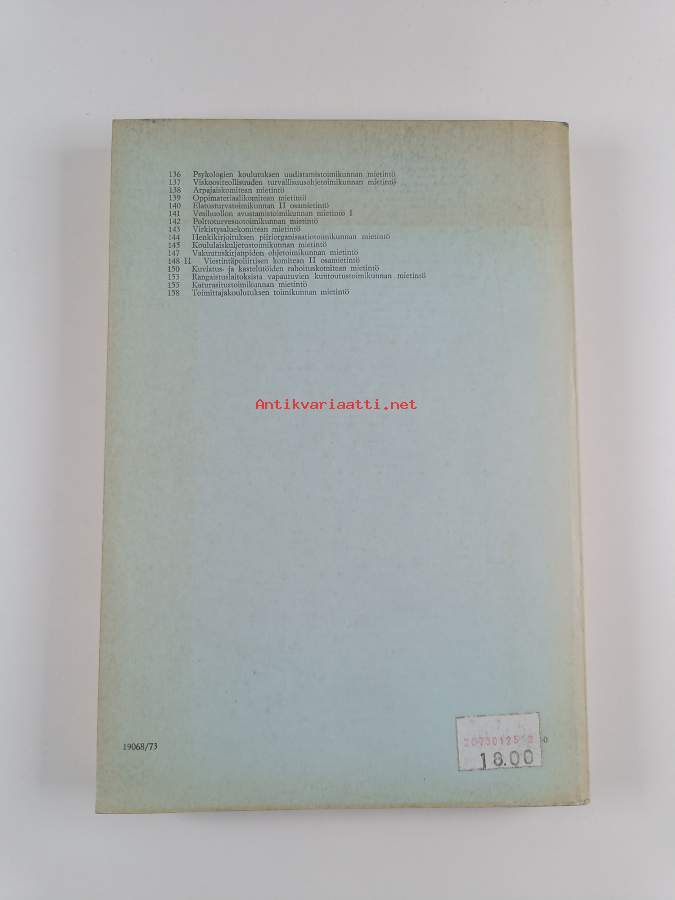 136 Psykologien koulutuksen uudistamistoimikunnan mietintö
137 Viskoositeollisuuden turvallisuusohjetoimikunnan mietintö
138 Arpajaiskomitean mietintö
139 Oppimateriaalikomitean mietintö
140 Elatusturvatoimikunnan II osamietintö
141 Vesihuollon avustamistoimikunnan mietintö I
142 Polttoturvesuotoimikunnan mietintö
143 Virkistysaluekomitean mietintö
144 Henkikirjoituksen piiriorganisaatiotoimikunnan mietintö
145 Koululaiskuljetustoimikunnan mietintö
147 Vakuutuskirjanpidon ohjetoimikunnan mietintö
148 II Viestintäpoliittisen komitean II osamietintö
150 Kuivatus- ja kastelutöiden rahoituskomitean mietintö
153 Rangaistuslaitoksista vapautuvien kuntoutustoimikunnan mietintö
155 Katurasitustoimikunnan mietintö
158 Toimittajakoulutuksen toimikunnan mietintö
Antikvariaatti.net
19068/73
18.00